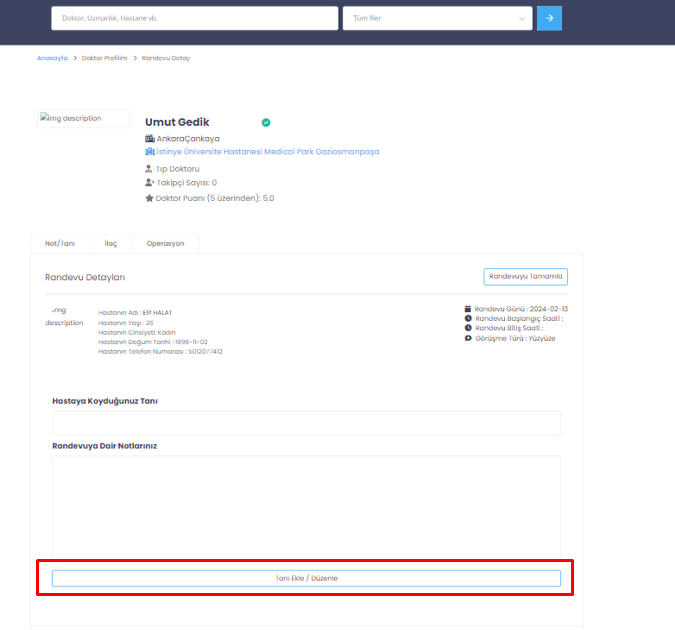 Doktor, Uzmanlık, Hastane vb.
Tüm İller
Anasayfa > Doktor Profilim > Randevu Detay
img description
Umut Gedik
AnkaraÇankaya
İstinye Üniversite Hastanesi Medical Park Gaziosmanpaşa
Tıp Doktoru
Takipçi Sayısı: 0
Doktor Puanı (5 üzerinden): 5.0
Not/Tanı İlaç Operasyon
Randevu Detayları
Randevuyu Tamamla
img description
Hastanın Adı : Elif HALAT
Hastanın Yaşı : 26
Hastanın Cinsiyeti: Kadın
Hastanın Doğum Tarihi : 1998-11-02
Hastanın Telefon Numarası : 5012077412
Randevu Günü : 2024-02-13
Randevu Başlangıç Saati :
Randevu Bitiş Saati :
Görüşme Türü : Yüzyüze
Hastaya Koyduğunuz Tanı
Randevuya Dair Notlarınız
Tanı Ekle / Düzenle